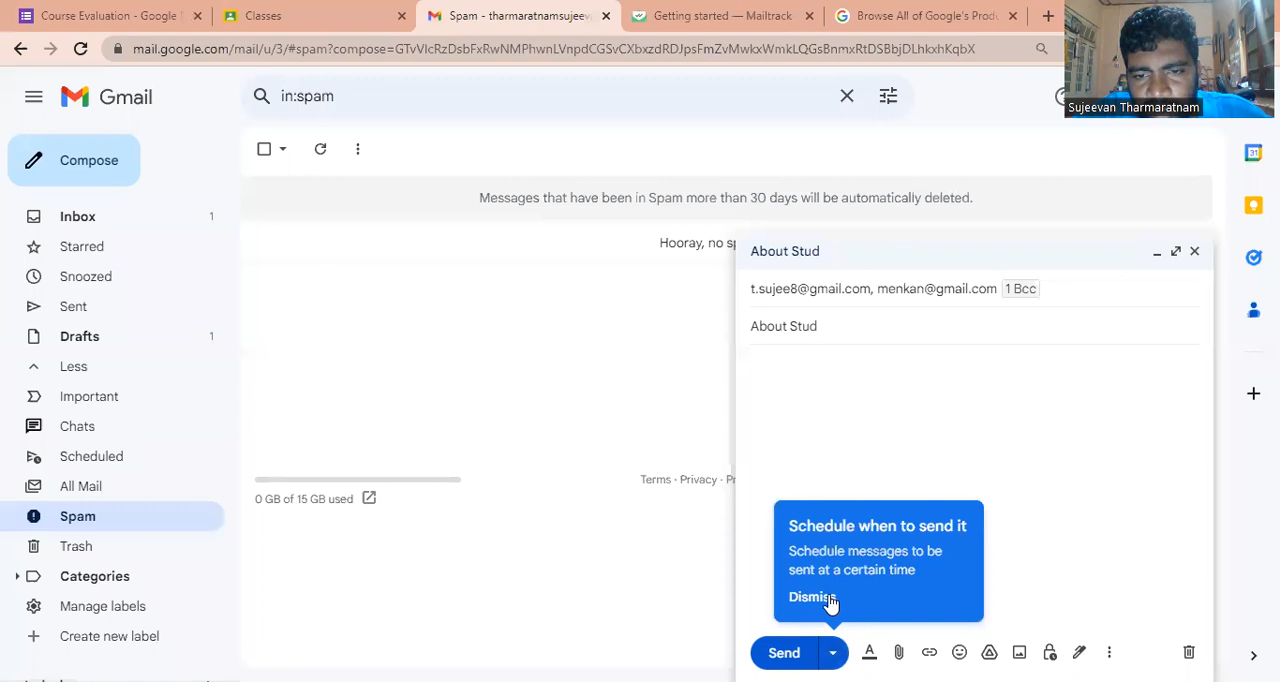 Course Evaluation - Google
Classes
Spam - tharmaratnamsujeev
Getting started — Mailtrack
Browse All of Google's Produ
mail.google.com/mail/u/3/#spam?compose=GTvVlcRzDsbFxRwNMPhwnLVnpdCGSvCXbxzdRDJpsFmZvMwkxWmkLQGsBnmxRtDSBbjDLhkxhKqbX
Gmail
in:spam
Sujeevan Tharmaratnam
Compose
Messages that have been in Spam more than 30 days will be automatically deleted.
Inbox 1
Hooray, no sp
Starred
Snoozed
Sent
Drafts 1
Less
Important
Chats
Scheduled
All Mail
Spam
Trash
Categories
Manage labels
Create new label
0 GB of 15 GB used
Terms · Privacy · Pr
About Stud
t.sujee8@gmail.com, menkan@gmail.com 1 Bcc
About Stud
Schedule when to send it
Schedule messages to be
sent at a certain time
Dismiss
Send
31